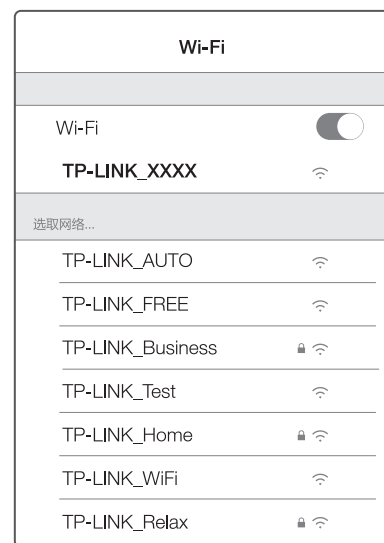 Wi-Fi
Wi-Fi
TP-LINK_XXXX
选取网络...
TP-LINK_AUTO
TP-LINK_FREE
TP-LINK_Business
TP-LINK_Test
TP-LINK_Home
TP-LINK_WiFi
TP-LINK_Relax